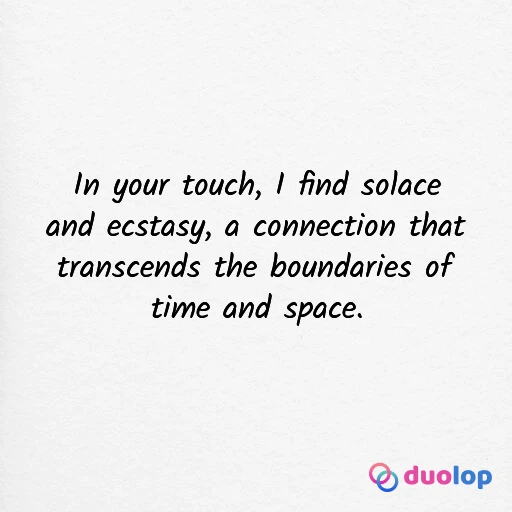 In your touch, I find solace
and ecstasy, a connection that
transcends the boundaries of
time and space.
duolop